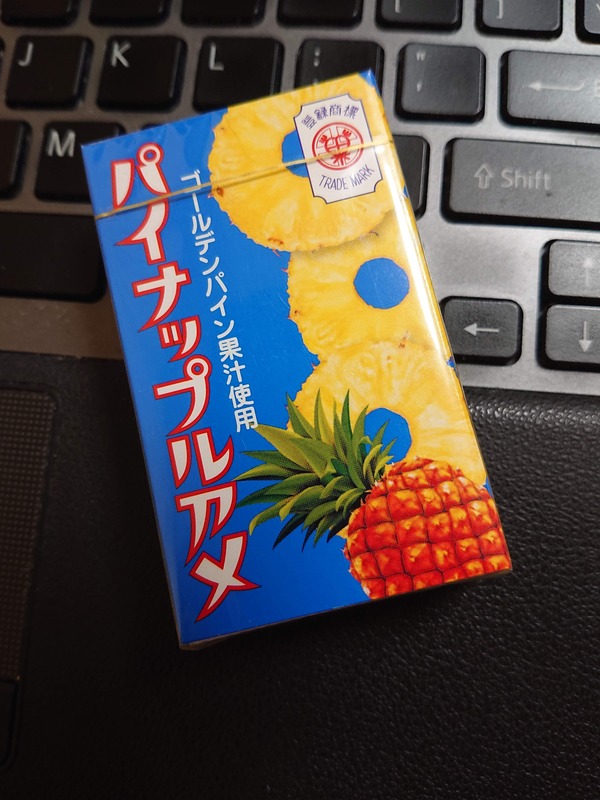 J
K
L
M
Shift
登録商標
TRADE MARK
パイナップルアメ
ゴールデンパイン果汁使用